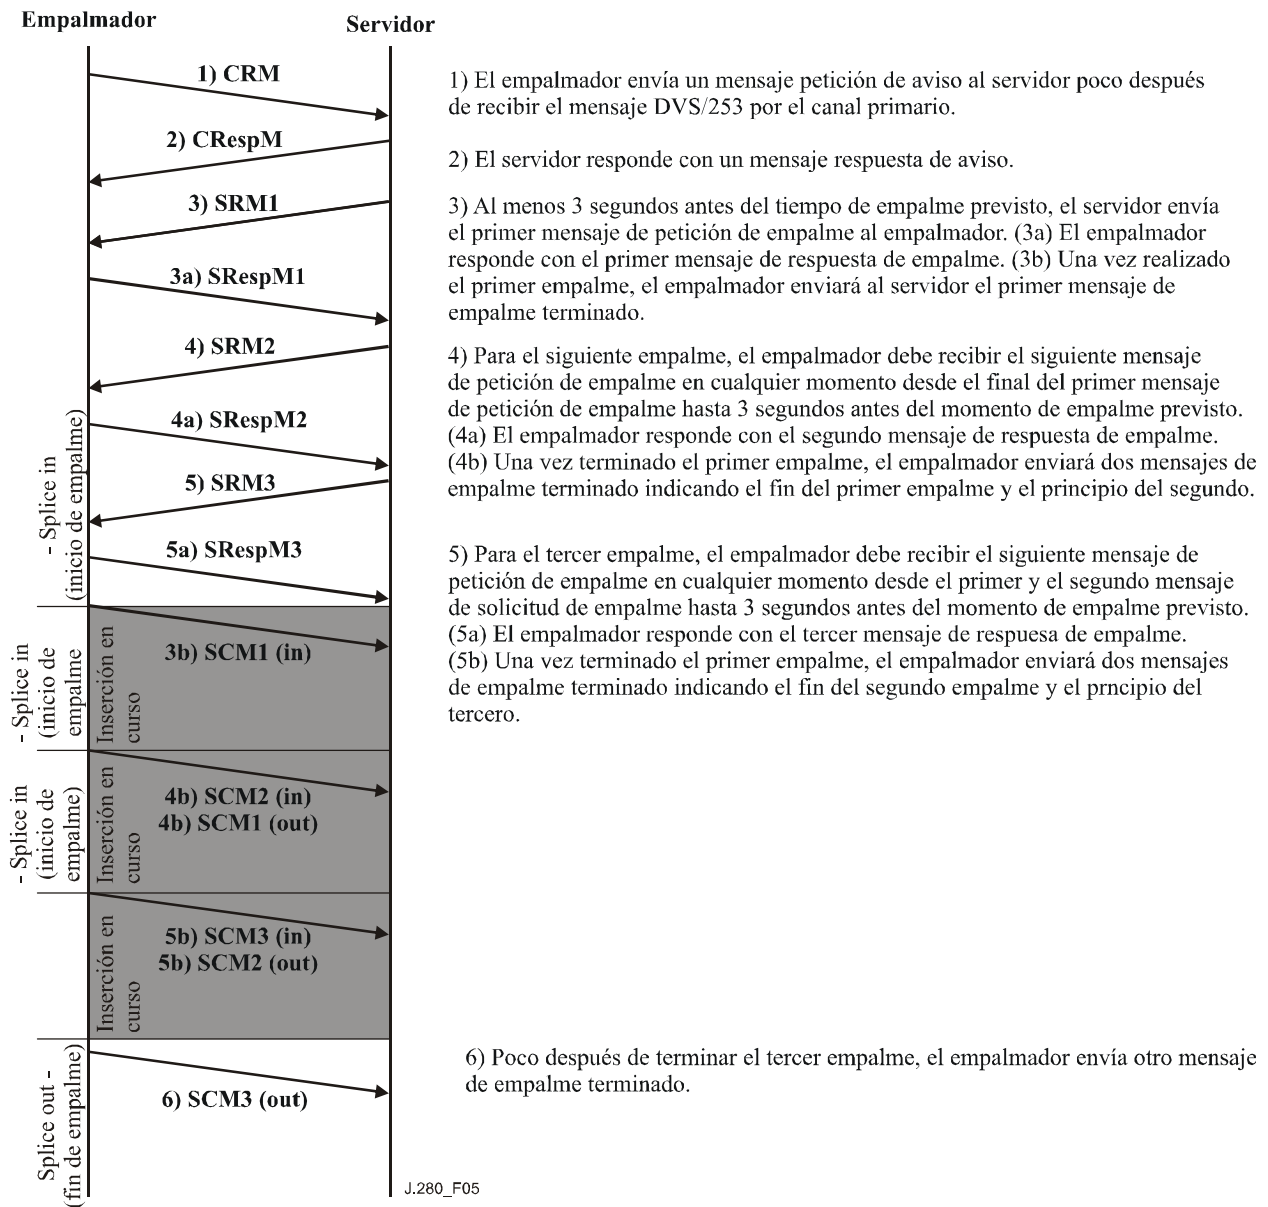 Empalmador
Servidor
1) CRM
2) CRespM
3) SRM1
3a) SRespM1
4) SRM2
4a) SRespM2
5) SRM3
5a) SRespM3
3b) SCM1 (in)
4b) SCM2 (in)
4b) SCM1 (out)
5b) SCM3 (in)
5b) SCM2 (out)
6) SCM3 (out)
- Splice in
(inicio de empalme)
- Splice in
(inicio de
empalme
Inserción en
curso
- Splice in
(inicio de
empalme)
Inserción en
curso
Inserción en
curso
Splice out -
(fin de empalme)
1) El empalmador envía un mensaje petición de aviso al servidor poco después
de recibir el mensaje DVS/253 por el canal primario.
2) El servidor responde con un mensaje respuesta de aviso.
3) Al menos 3 segundos antes del tiempo de empalme previsto, el servidor envía
el primer mensaje de petición de empalme al empalmador. (3a) El empalmador
responde con el primer mensaje de respuesta de empalme. (3b) Una vez realizado
el primer empalme, el empalmador enviará al servidor el primer mensaje de
empalme terminado.
4) Para el siguiente empalme, el empalmador debe recibir el siguiente mensaje
de petición de empalme en cualquier momento desde el final del primer mensaje
de petición de empalme hasta 3 segundos antes del momento de empalme previsto.
(4a) El empalmador responde con el segundo mensaje de respuesta de empalme.
(4b) Una vez terminado el primer empalme, el empalmador enviará dos mensajes de
empalme terminado indicando el fin del primer empalme y el principio del segundo.
5) Para el tercer empalme, el empalmador debe recibir el siguiente mensaje de
petición de empalme en cualquier momento desde el primer y el segundo mensaje
de solicitud de empalme hasta 3 segundos antes del momento de empalme previsto.
(5a) El empalmador responde con el tercer mensaje de respuesa de empalme.
(5b) Una vez terminado el primer empalme, el empalmador enviará dos mensajes
de empalme terminado indicando el fin del segundo empalme y el prncipio del
tercero.
6) Poco después de terminar el tercer empalme, el empalmador envía otro mensaje
de empalme terminado.
J.280_F05